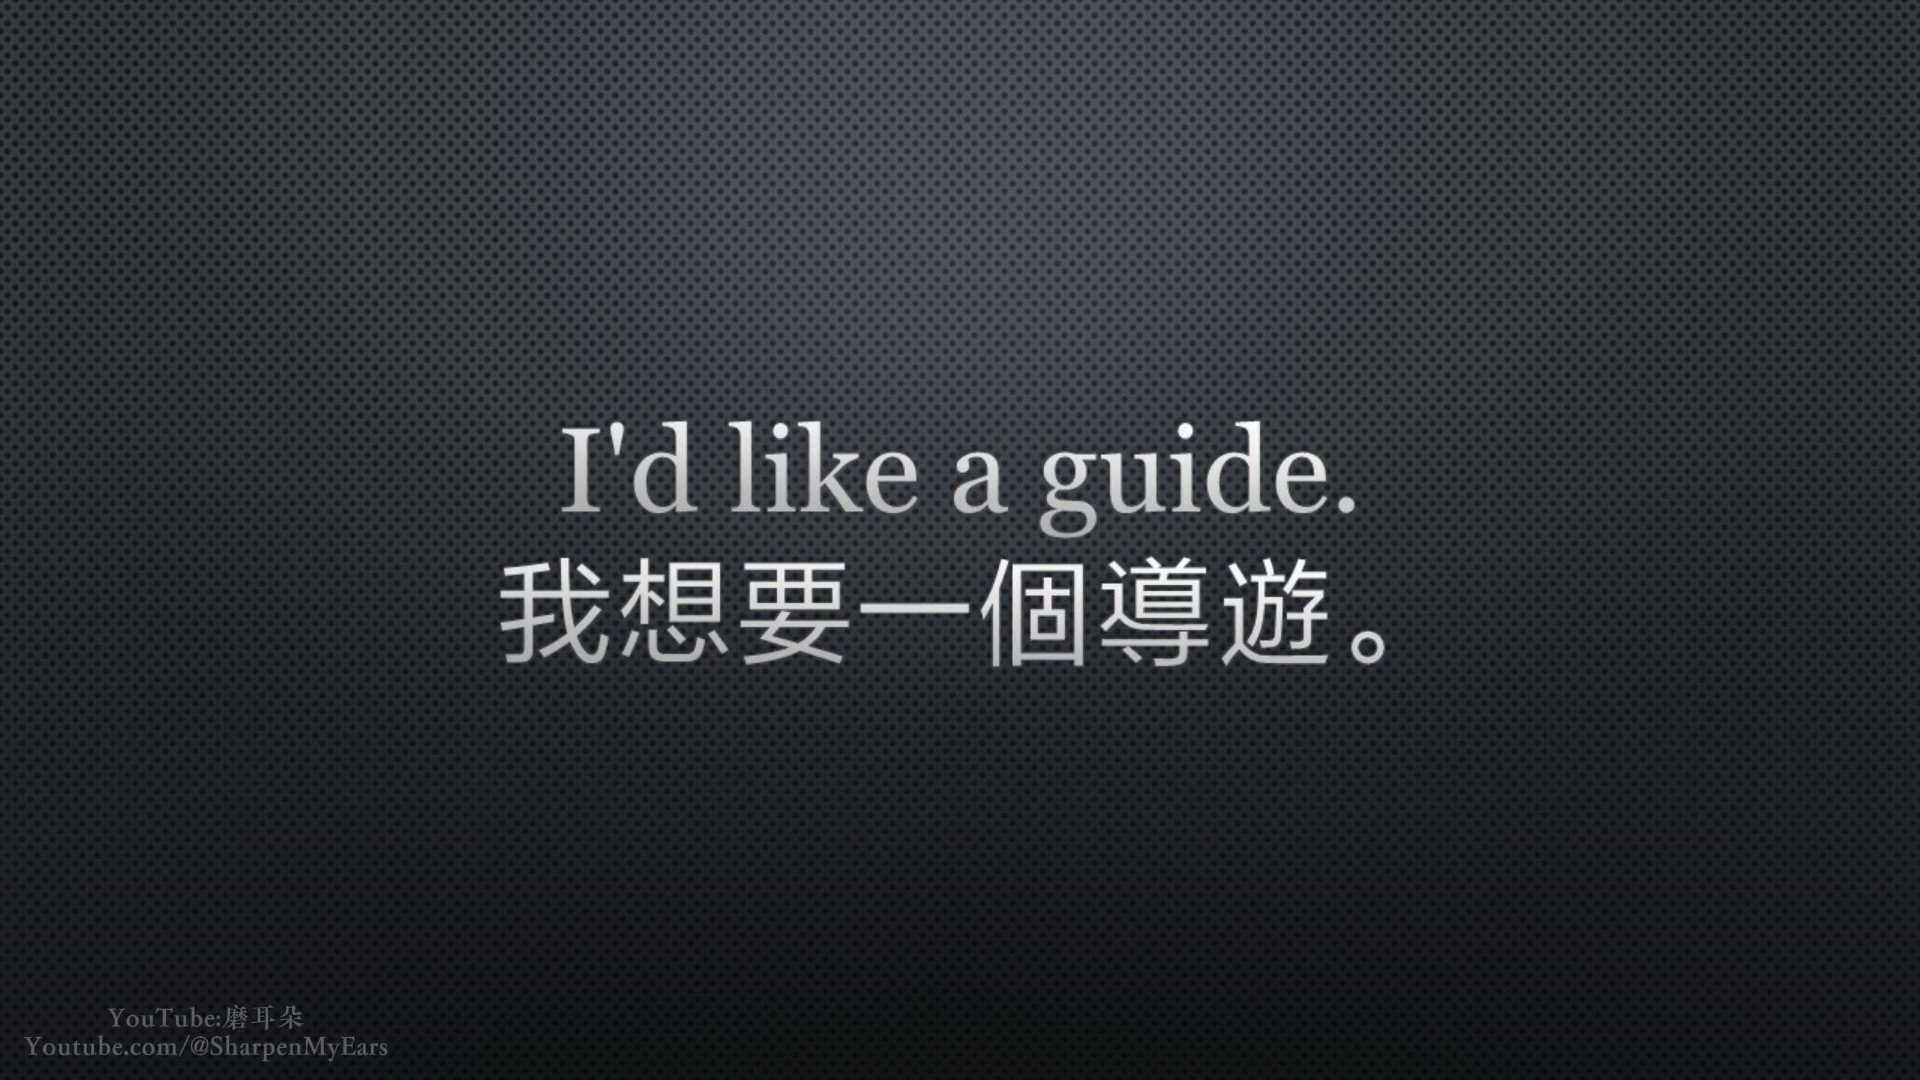 I'd like a guide.
我想要一個導遊。
YouTube:磨耳朵
Youtube.com/@SharpenMyEars